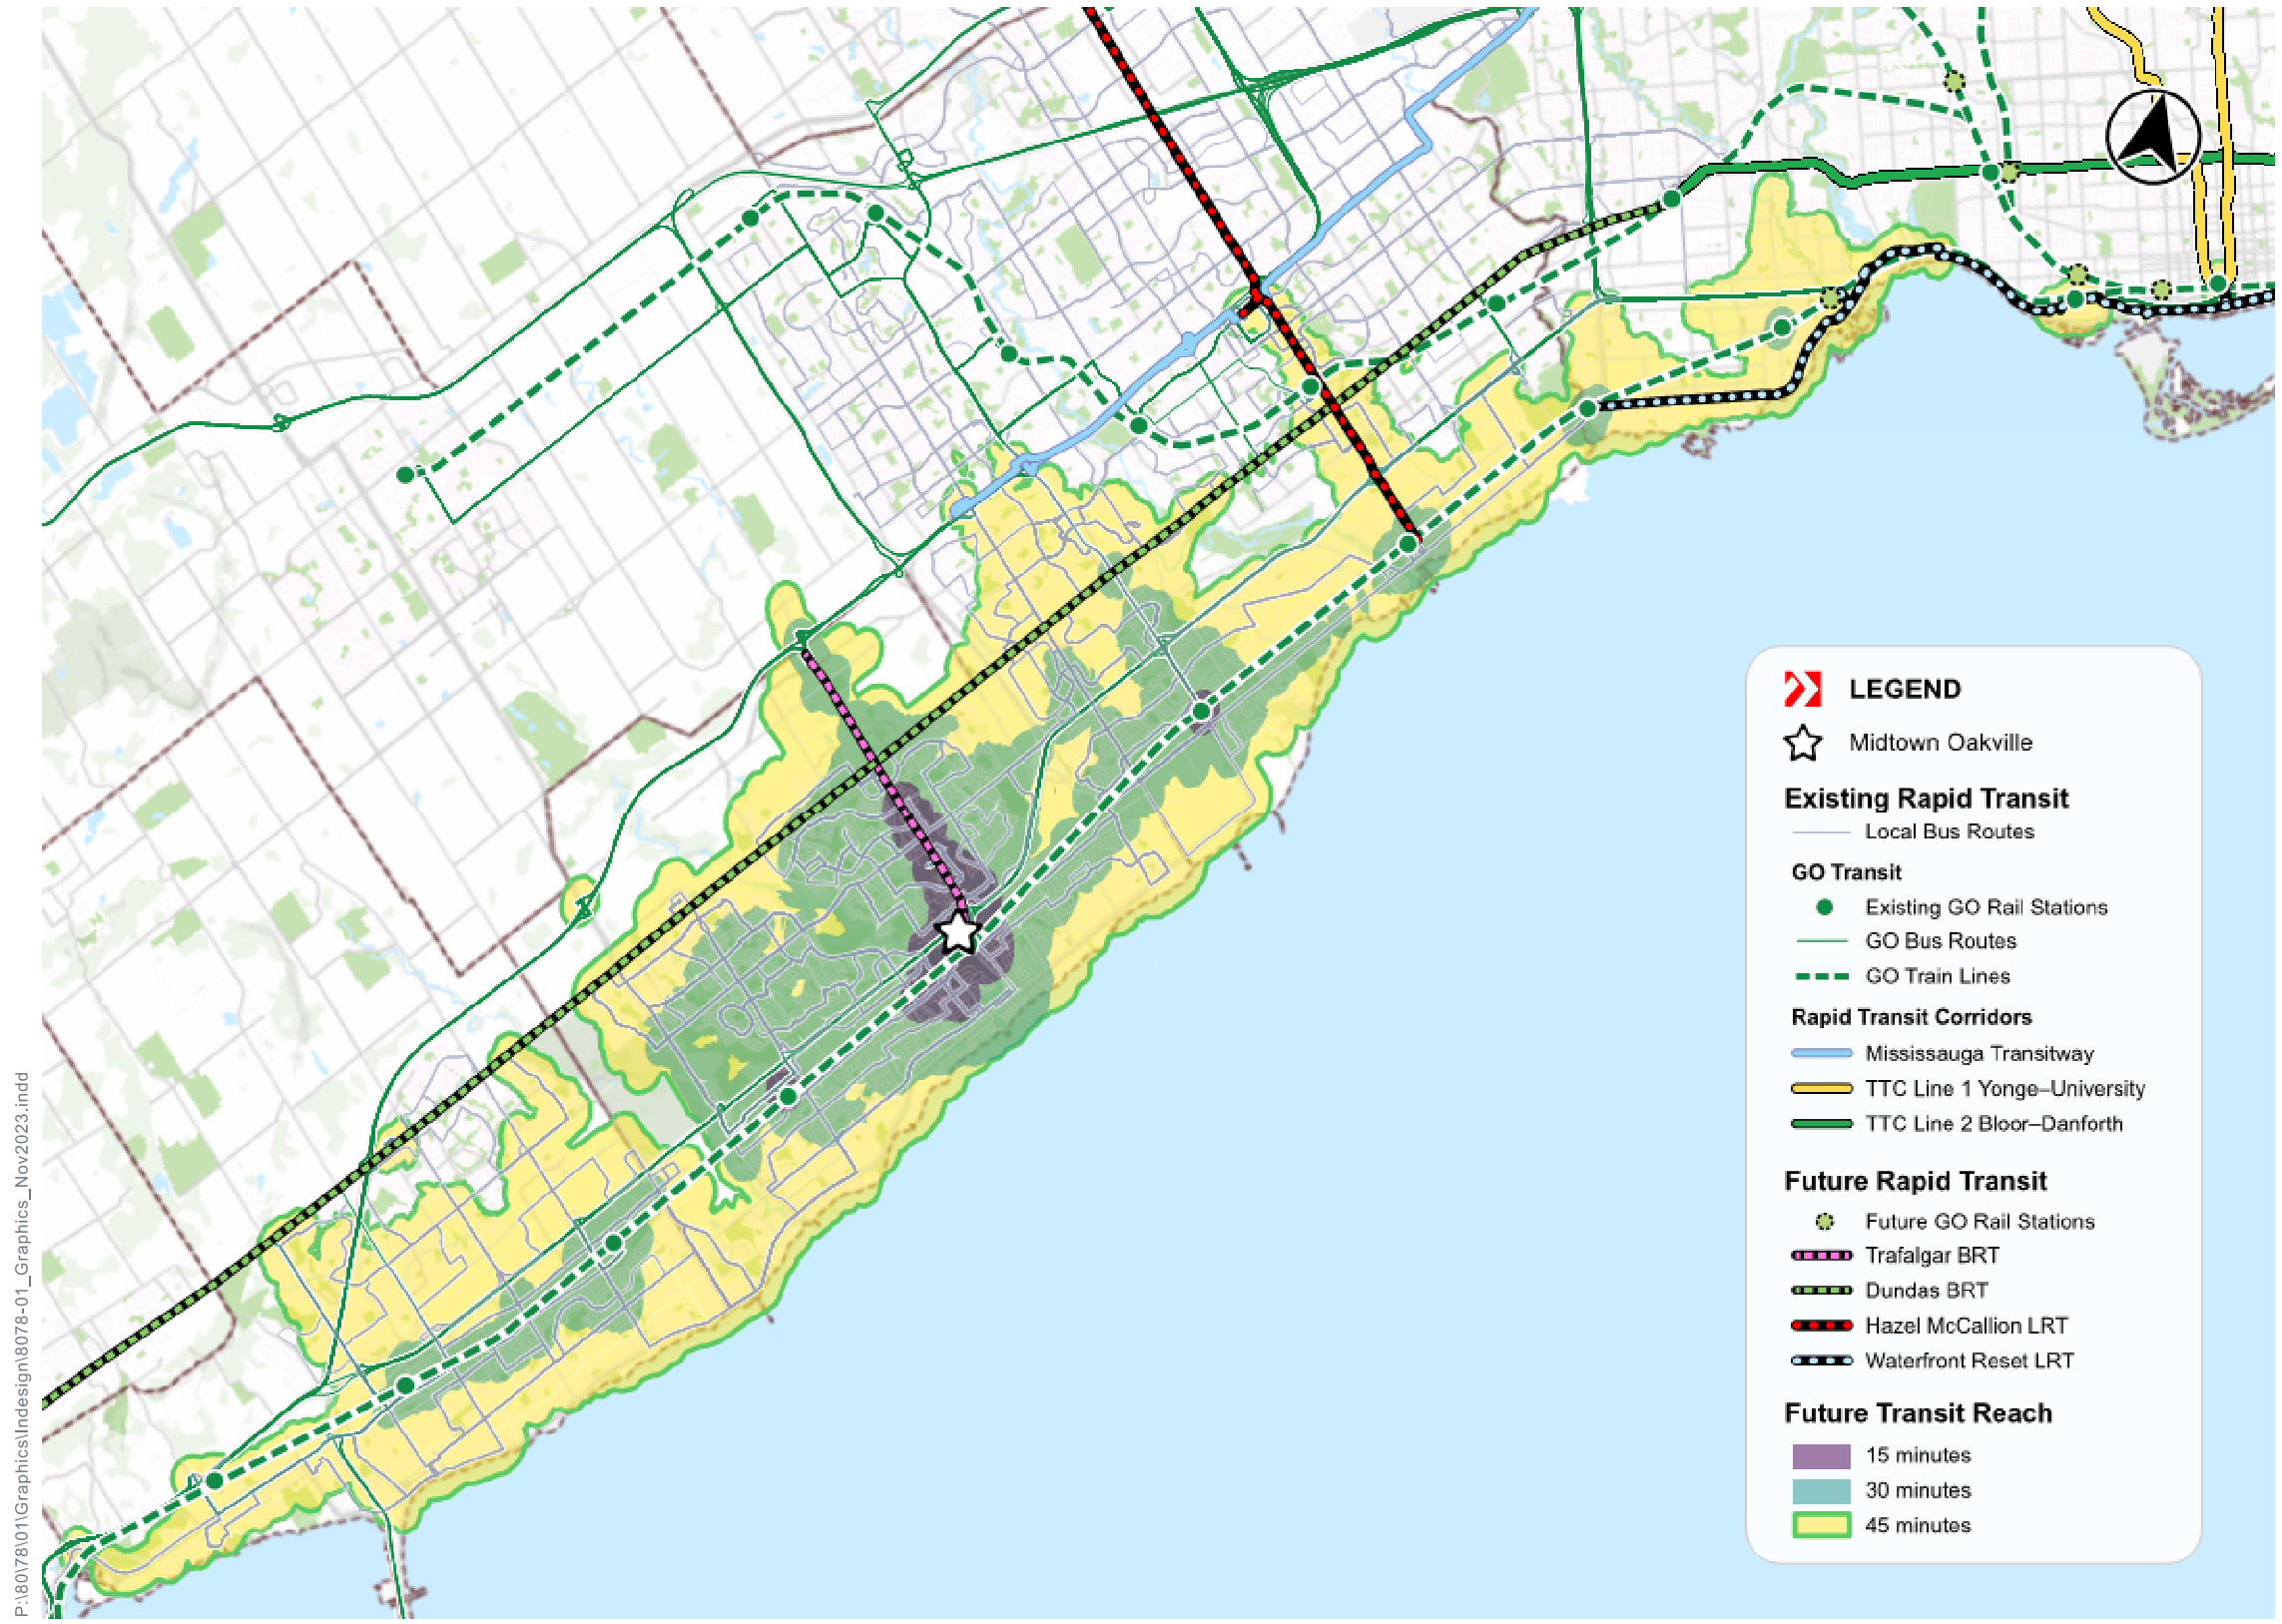 LEGEND
Midtown Oakville
Existing Rapid Transit
Local Bus Routes
GO Transit
Existing GO Rail Stations
GO Bus Routes
GO Train Lines
Rapid Transit Corridors
Mississauga Transitway
TTC Line 1 Yonge–University
TTC Line 2 Bloor–Danforth
Future Rapid Transit
Future GO Rail Stations
Trafalgar BRT
Dundas BRT
Hazel McCallion LRT
Waterfront Reset LRT
Future Transit Reach
15 minutes
30 minutes
45 minutes
P:\80\78\01\Graphics\Indesign\8078-01_Graphics_Nov2023.indd